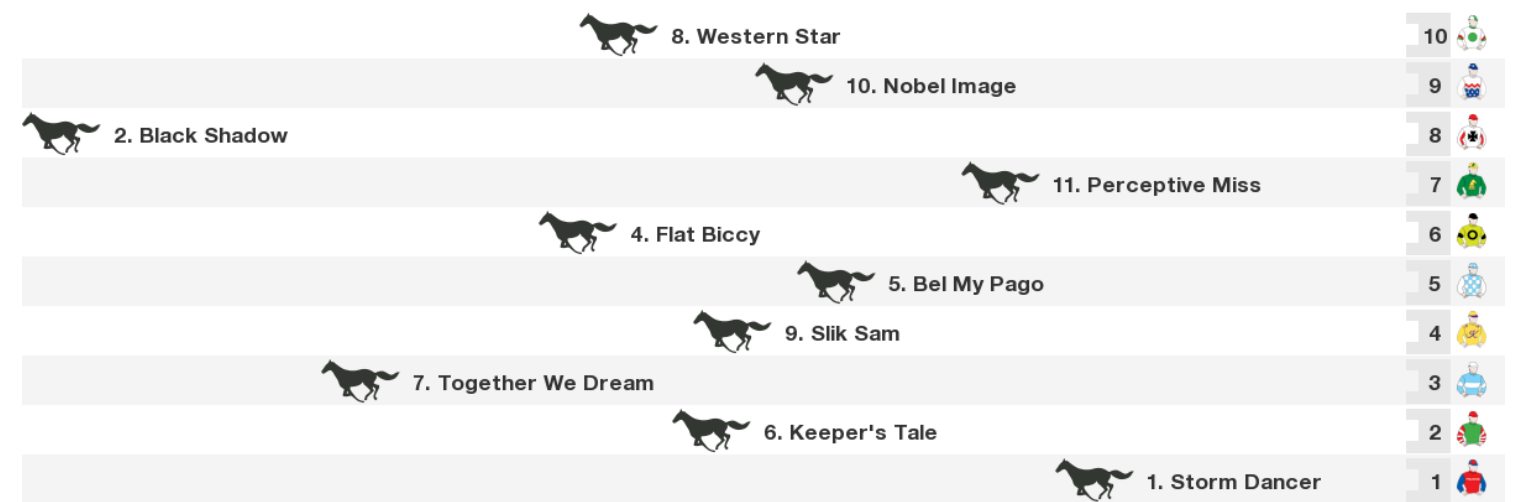 8. Western Star 10
10. Nobel Image 9
2. Black Shadow 8
11. Perceptive Miss 7
4. Flat Biccy 6
5. Bel My Pago 5
9. Slik Sam 4
7. Together We Dream 3
6. Keeper's Tale 2
1. Storm Dancer 1